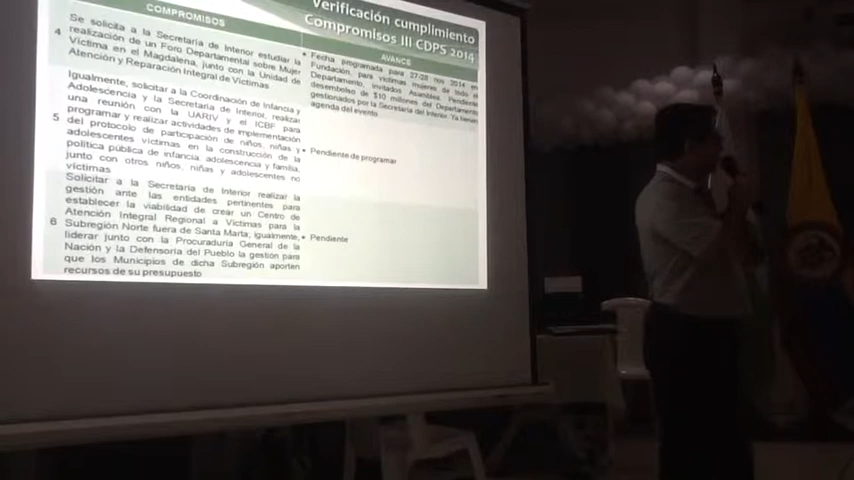 Verificación cumplimiento
Compromisos III CDPS 2014
COMPROMISOS
AVANCE
4
Se solicita a la Secretaría de Interior estudiar la
realización de un Foro Departamental sobre Mujer
Víctima en el Magdalena, junto con la Unidad de
Atención y Reparación Integral de Víctimas
• Fecha programada para 27/28 nov 2014 en
Fundación, para víctimas mujeres de todo el
Departamento, invitados Asamblea. Pendiente
desembolso de $10 millones del Departamento
gestionados por la Secretaría del Interior. Ya tienen
agenda del evento
5
Igualmente, solicitar a la Coordinación de Infancia y
Adolescencia y la Secretaría de Interior, realizar
una reunión con la UARIV y el ICBF para
programar y realizar actividades de implementación
del protocolo de participación de niños, niñas y
adolescentes víctimas en la construcción de la
política pública de infancia, adolescencia y familia,
junto con otros niños, niñas y adolescentes no
víctimas
• Pendiente de programar
6
Solicitar a la Secretaría de Interior realizar la
gestión ante las entidades pertinentes para
establecer la viabilidad de crear un Centro de
Atención Integral Regional a Víctimas para la
Subregión Norte fuera de Santa Marta; igualmente,
liderar junto con la Procuraduría General de la
Nación y la Defensoría del Pueblo la gestión para
que los Municipios de dicha Subregión aporten
recursos de su presupuesto
• Pendiente